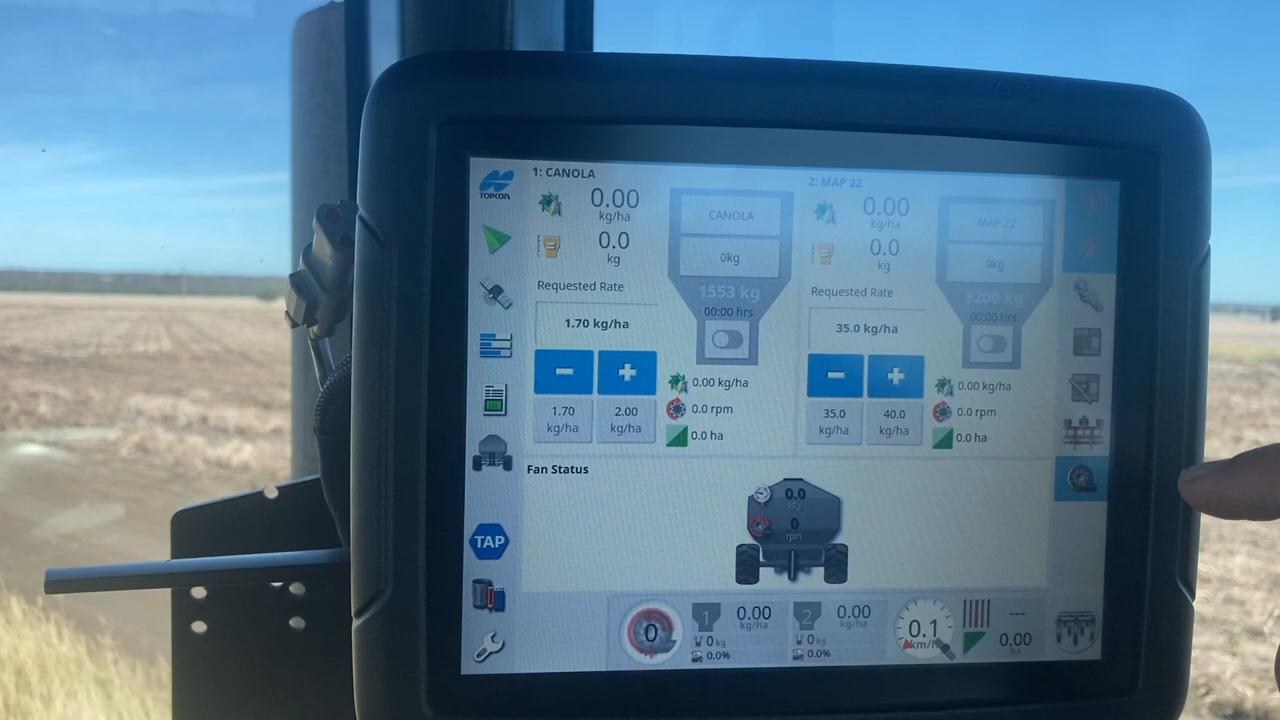 TOPCON
1: CANOLA
0.00
kg/ha
0.0
kg
CANOLA
0kg
1553 kg
00:00 hrs
Requested Rate
1.70 kg/ha
- +
1.70
kg/ha
2.00
kg/ha
0.00 kg/ha
0.0 rpm
0.0 ha
2: MAP 22
0.00
kg/ha
0.0
kg
MAP 22
0kg
3200 kg
00:00 hrs
Requested Rate
35.0 kg/ha
- +
35.0
kg/ha
40.0
kg/ha
0.00 kg/ha
0.0 rpm
0.0 ha
1
2
Fan Status
0.0
kPa
0
rpm
TAP
0
1
0.00
kg/ha
0 kg
0.0%
2
0.00
kg/ha
0 kg
0.0%
0.1
km/h
---
0.00
ha